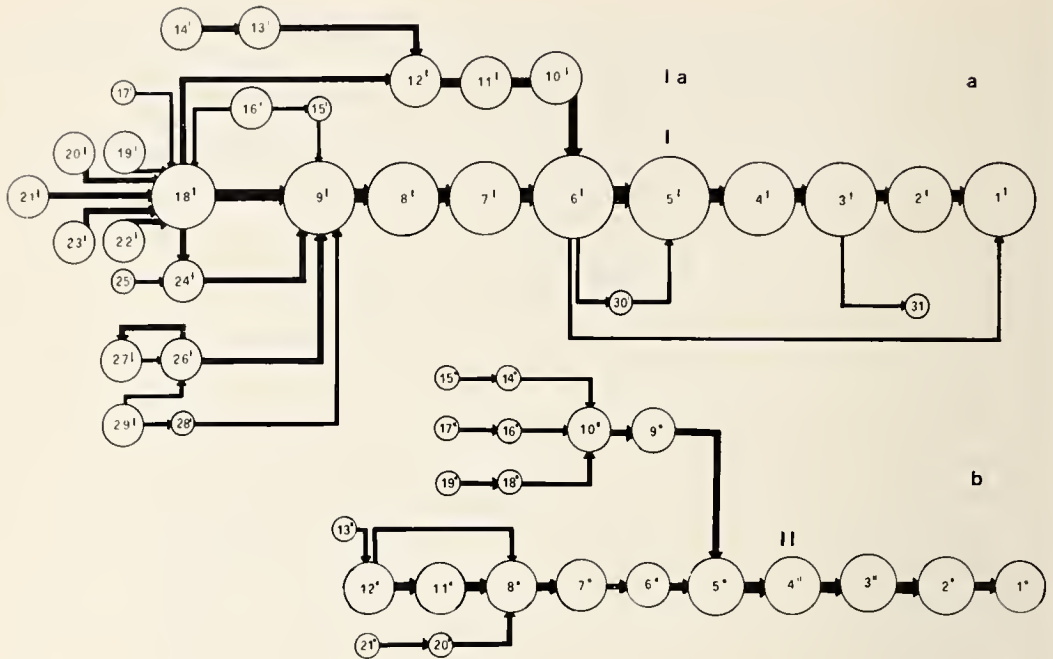 14' 13'
12' 11' 10' I a a
17' 16' 15' I
20' 19'
21' 18' 9' 8' 7' 6' 5' 4' 3' 2' 1'
23' 22'
25' 24'
30' 31
27' 26'
29' 28'
15" 14"
17" 16" 10" 9"
19" 18" b
13" II
12" 11" 8" 7" 6" 5" 4" 3" 2" 1"
21" 20"